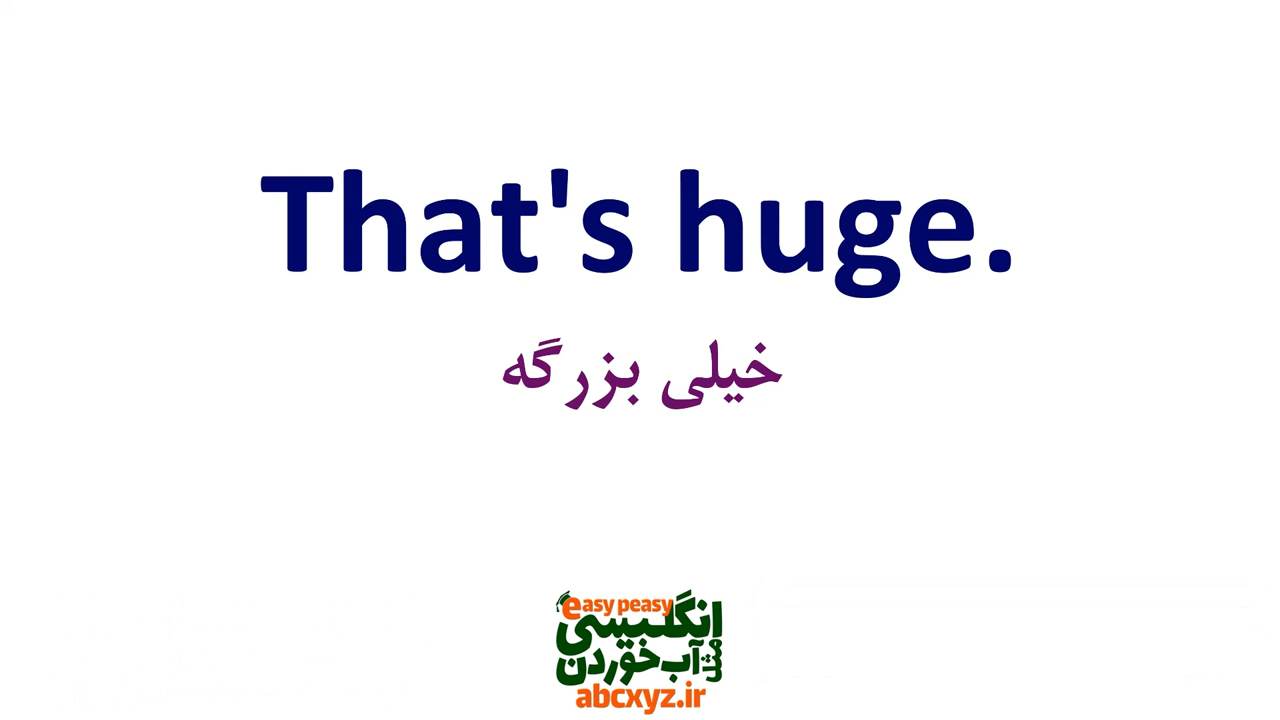 That's huge.
خیلی بزرگه
easy peasy
انگلیسی
مثل آب خوردن
abcxyz.ir